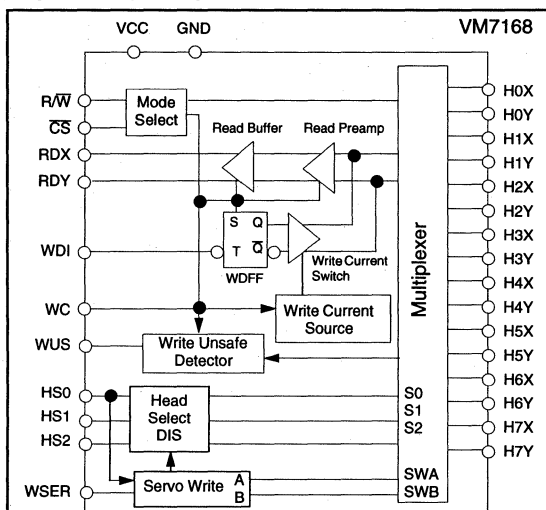 VCC GND VM7168
R/W̅
C̅S̅
RDX
RDY
WDI
WC
WUS
HS0
HS1
HS2
WSER
Mode
Select
Read Buffer
Read Preamp
S Q
T Q̅
WDFF
Write Current
Switch
Write Current
Source
Write Unsafe
Detector
Head
Select
DIS
Servo Write A
B
Multiplexer
S0
S1
S2
SWA
SWB
H0X
H0Y
H1X
H1Y
H2X
H2Y
H3X
H3Y
H4X
H4Y
H5X
H5Y
H6X
H6Y
H7X
H7Y